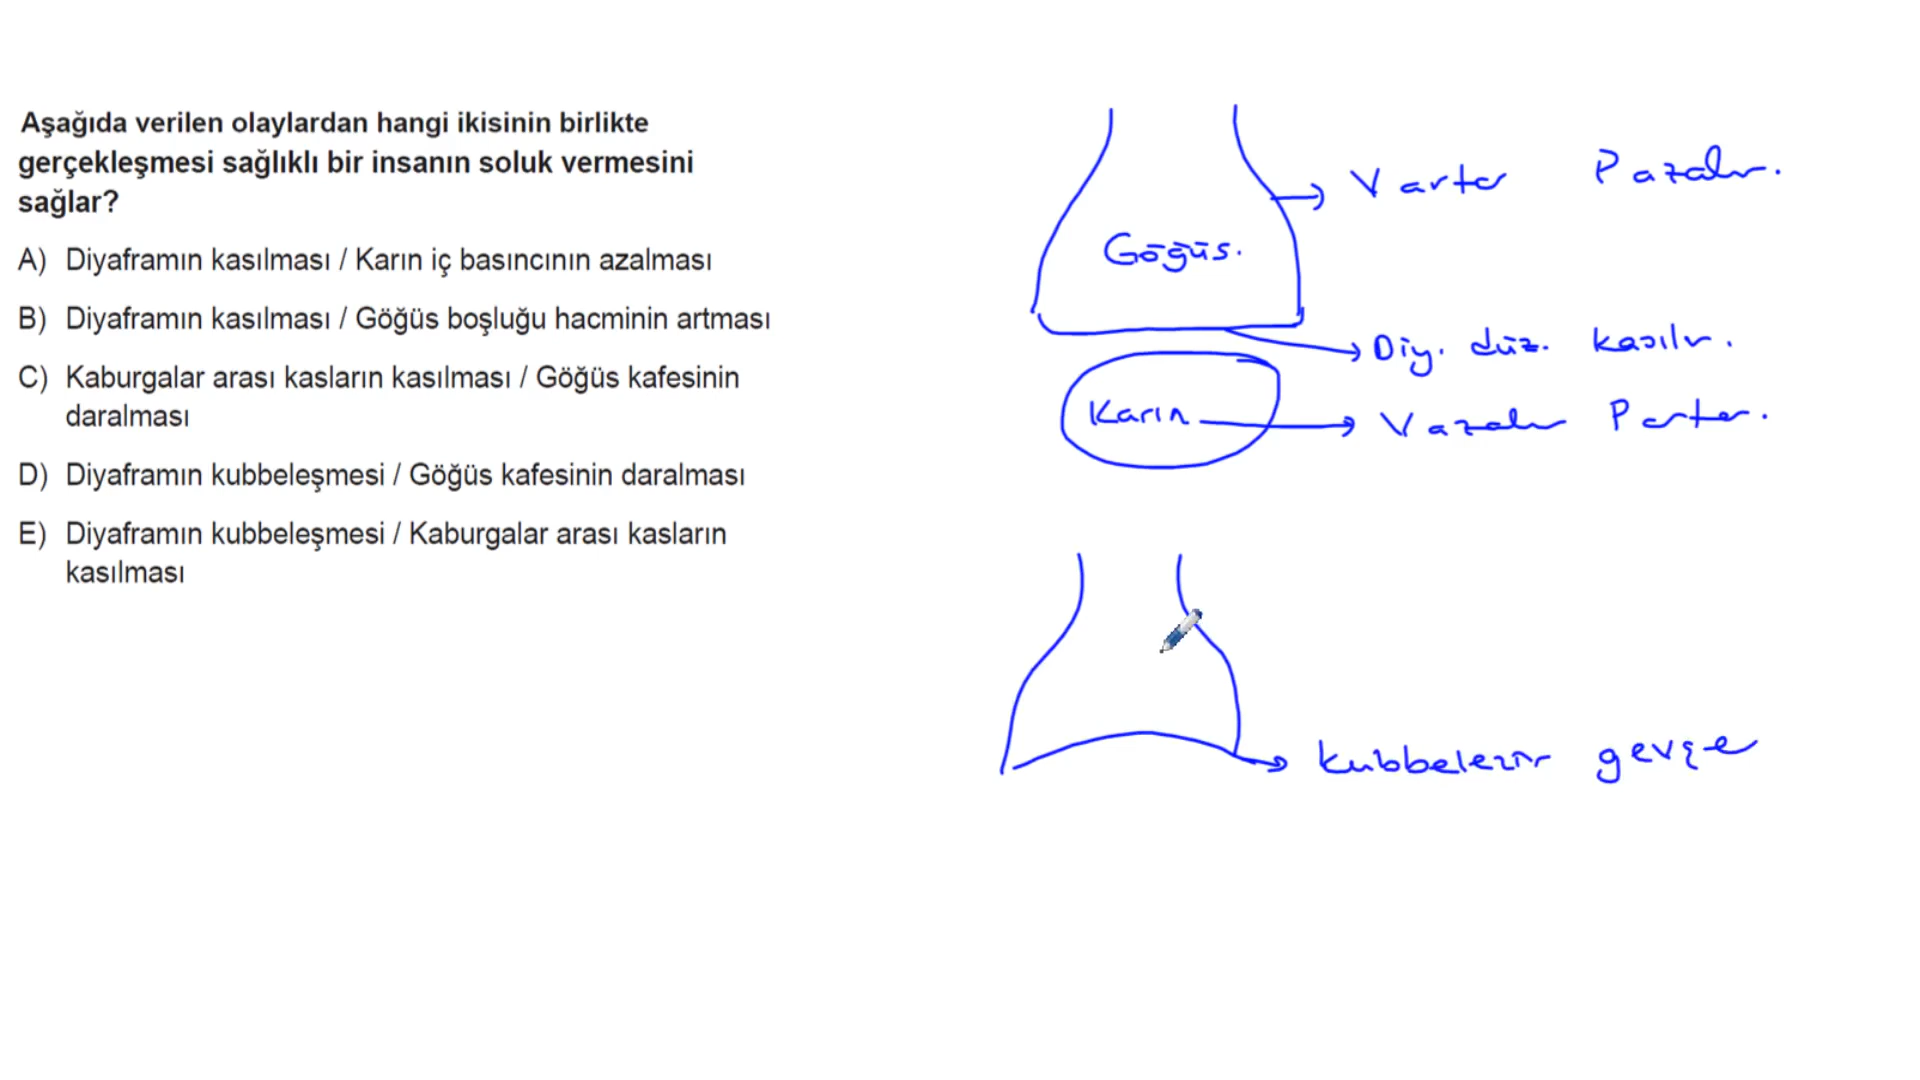 Aşağıda verilen olaylardan hangi ikisinin birlikte
gerçekleşmesi sağlıklı bir insanın soluk vermesini
sağlar?
A) Diyaframın kasılması / Karın iç basıncının azalması
B) Diyaframın kasılması / Göğüs boşluğu hacminin artması
C) Kaburgalar arası kasların kasılması / Göğüs kafesinin
daralması
D) Diyaframın kubbeleşmesi / Göğüs kafesinin daralması
E) Diyaframın kubbeleşmesi / Kaburgalar arası kasların
kasılması
V artar P azalır.
Göğüs.
Diy. düz. kasılır.
Karın V azalır P artar.
kubbeleşir gevşe